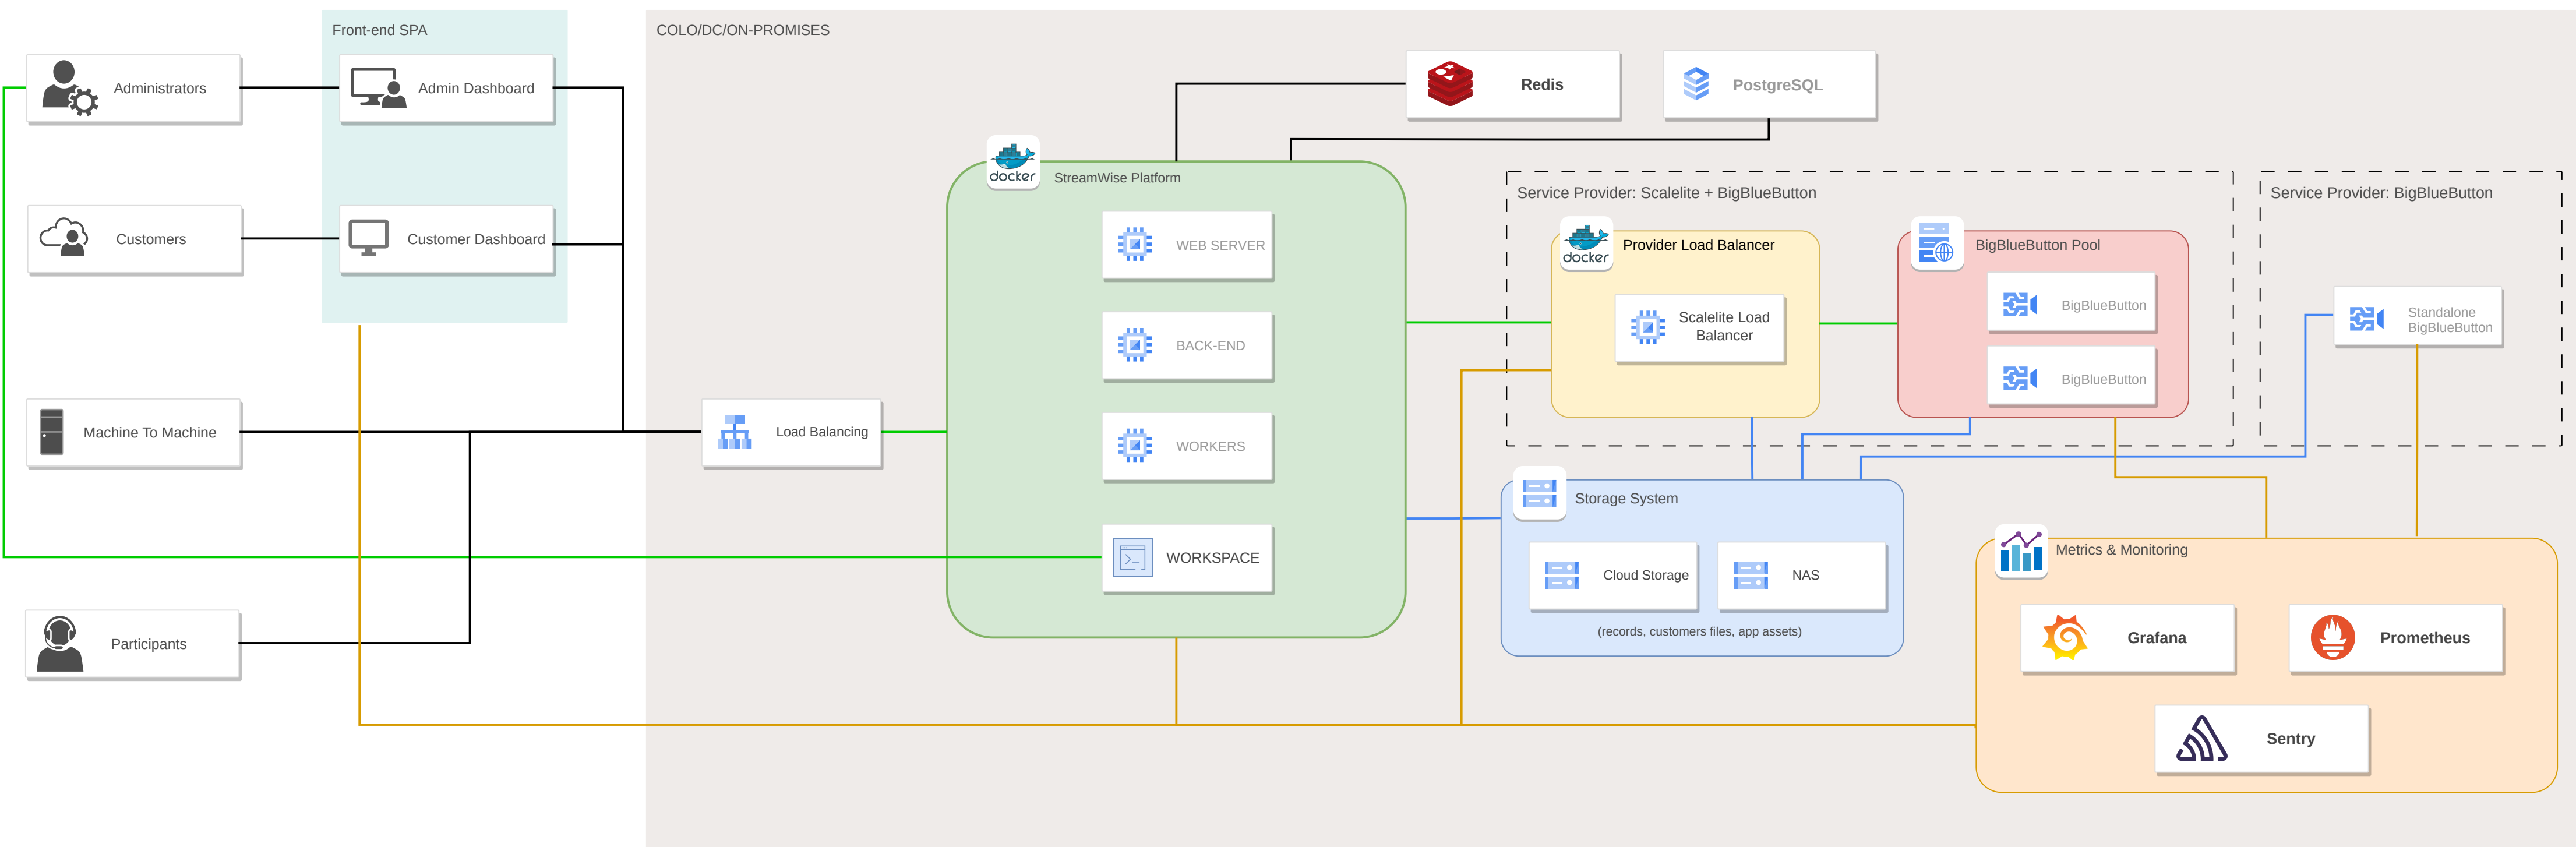 Front-end SPA
COLO/DC/ON-PROMISES
Administrators
Admin Dashboard
Customers
Customer Dashboard
Machine To Machine
Participants
Load Balancing
docker
StreamWise Platform
WEB SERVER
BACK-END
WORKERS
WORKSPACE
Redis
PostgreSQL
Service Provider: Scalelite + BigBlueButton
docker
Provider Load Balancer
Scalelite Load
Balancer
BigBlueButton Pool
BigBlueButton
BigBlueButton
Service Provider: BigBlueButton
Standalone
BigBlueButton
Storage System
Cloud Storage
NAS
(records, customers files, app assets)
Metrics & Monitoring
Grafana
Prometheus
Sentry